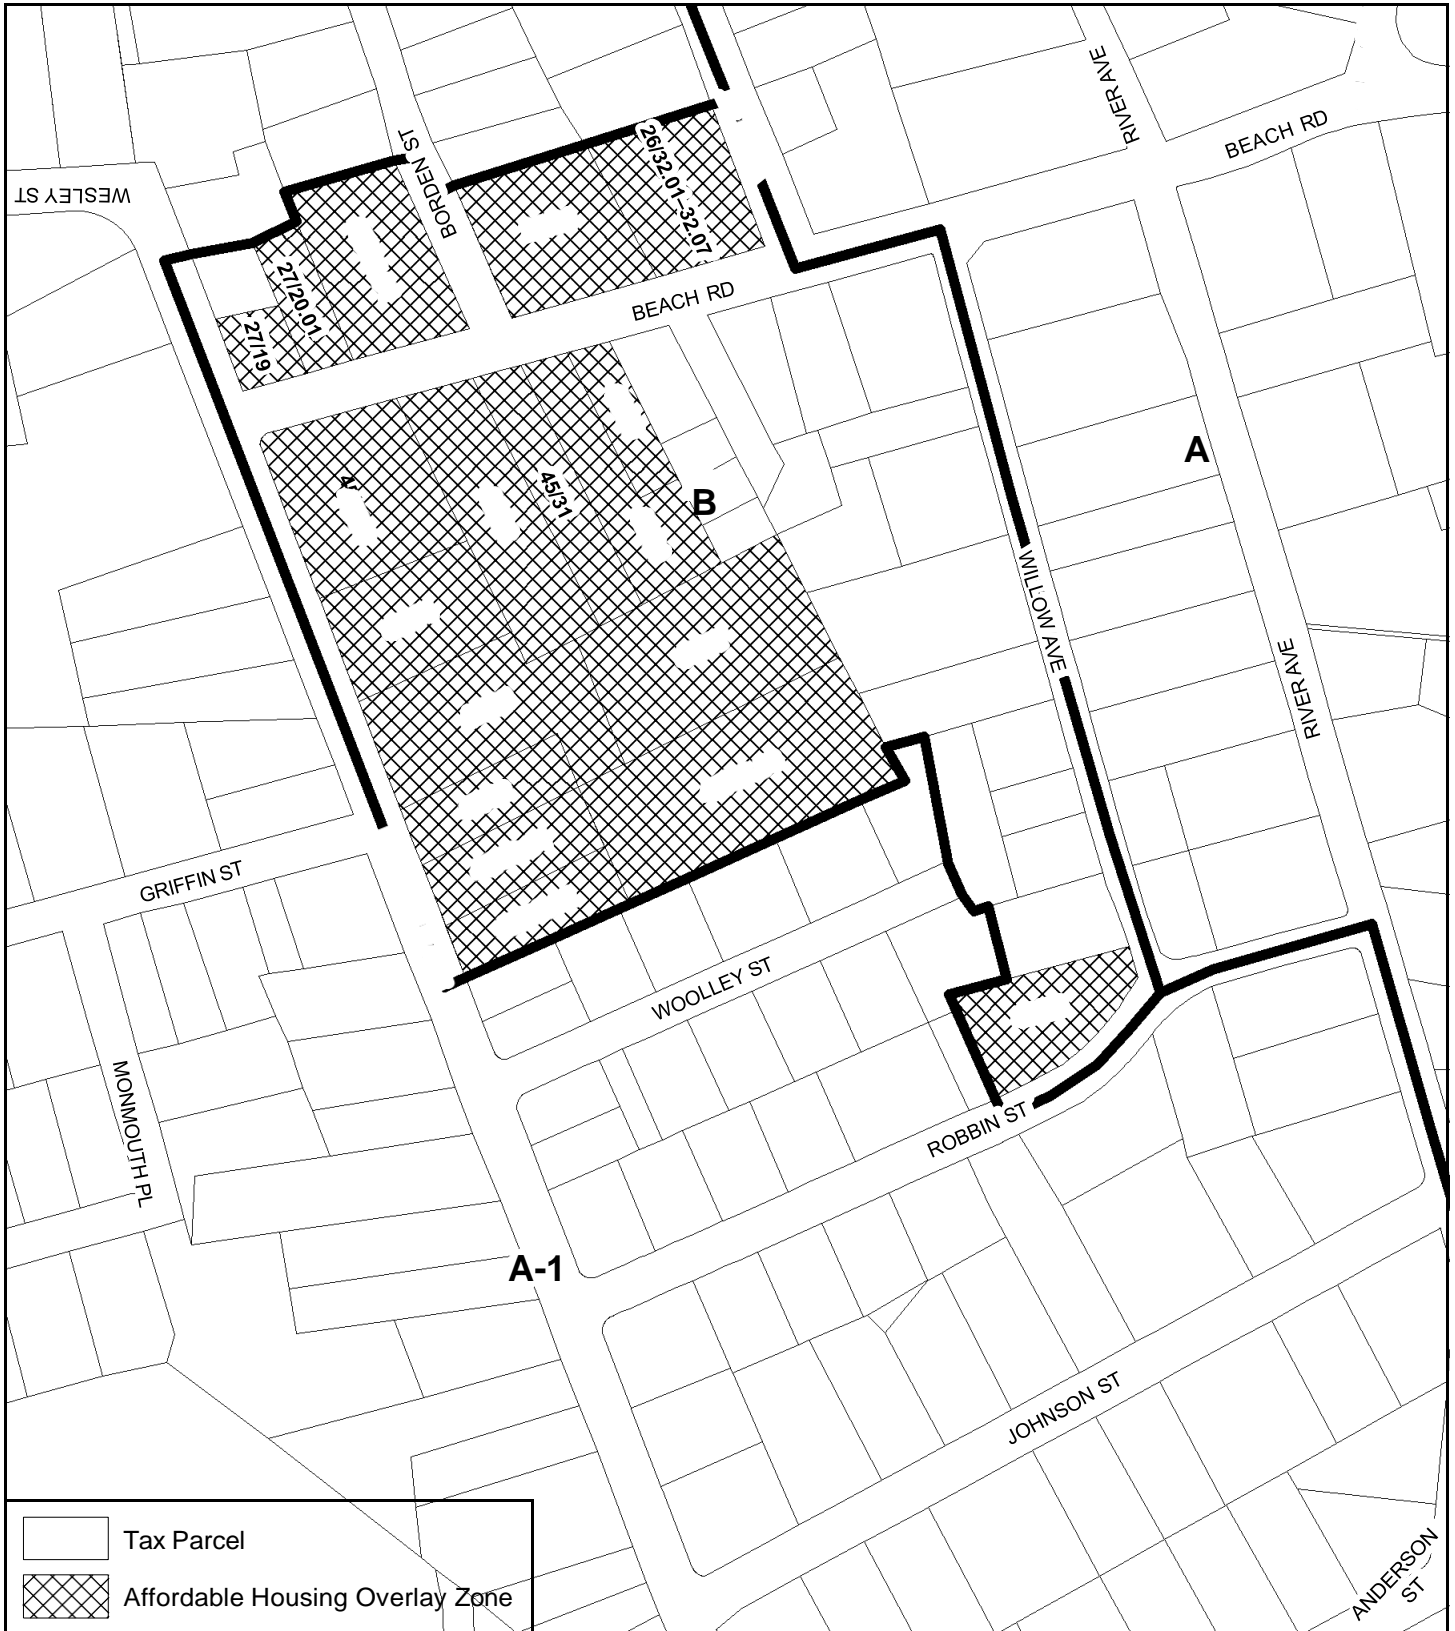 RIVER AVE
BEACH RD
BORDEN ST
WESLEY ST
26/32.01-32.07
27/20.01
27/19
BEACH RD
A
45/31
B
WILLOW AVE
RIVER AVE
GRIFFIN ST
WOOLLEY ST
MONMOUTH PL
ROBBIN ST
A-1
JOHNSON ST
ANDERSON
ST
Tax Parcel
Affordable Housing Overlay Zone